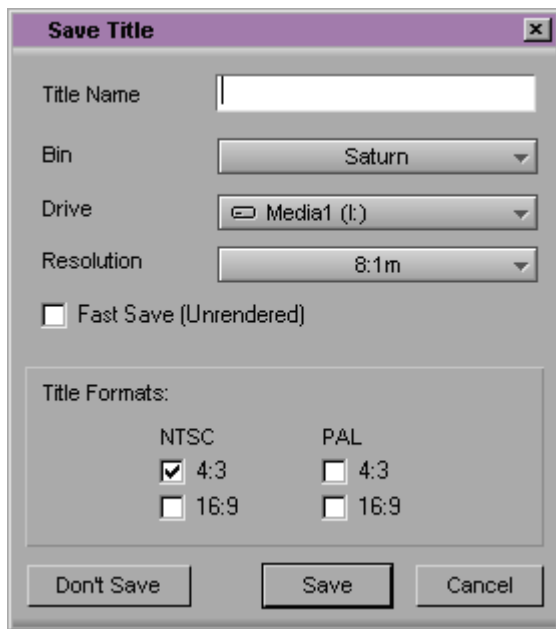 Save Title
Title Name
Bin Saturn
Drive Media1 (I:)
Resolution 8:1m
Fast Save (Unrendered)
Title Formats:
NTSC PAL
4:3 4:3
16:9 16:9
Don't Save Save Cancel